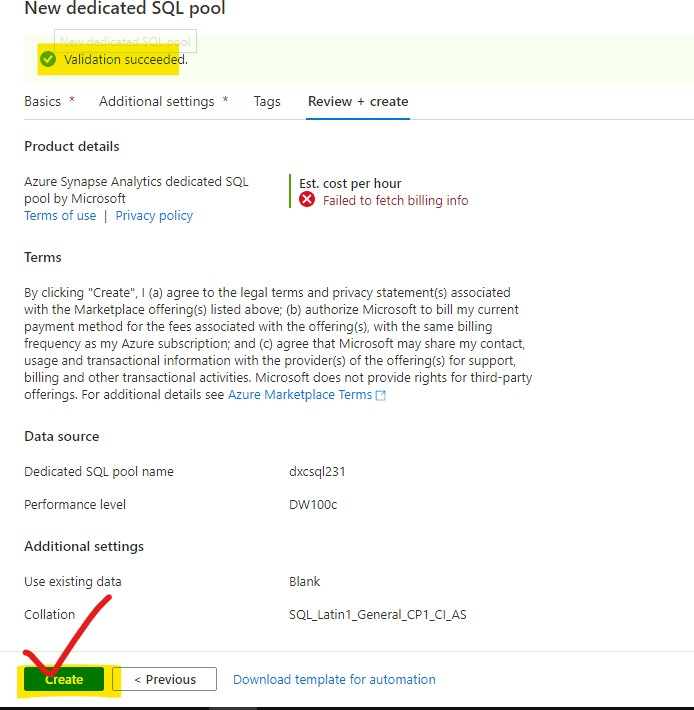 New dedicated SQL pool
New dedicated SQL pool
Validation succeeded.
Basics *
Additional settings *
Tags
Review + create
Product details
Azure Synapse Analytics dedicated SQL
pool by Microsoft
Terms of use | Privacy policy
Est. cost per hour
Failed to fetch billing info
Terms
By clicking "Create", I (a) agree to the legal terms and privacy statement(s) associated
with the Marketplace offering(s) listed above; (b) authorize Microsoft to bill my current
payment method for the fees associated with the offering(s), with the same billing
frequency as my Azure subscription; and (c) agree that Microsoft may share my contact,
usage and transactional information with the provider(s) of the offering(s) for support,
billing and other transactional activities. Microsoft does not provide rights for third-party
offerings. For additional details see Azure Marketplace Terms
Data source
Dedicated SQL pool name dxcsql231
Performance level DW100c
Additional settings
Use existing data Blank
Collation SQL_Latin1_General_CP1_CI_AS
Create
< Previous
Download template for automation